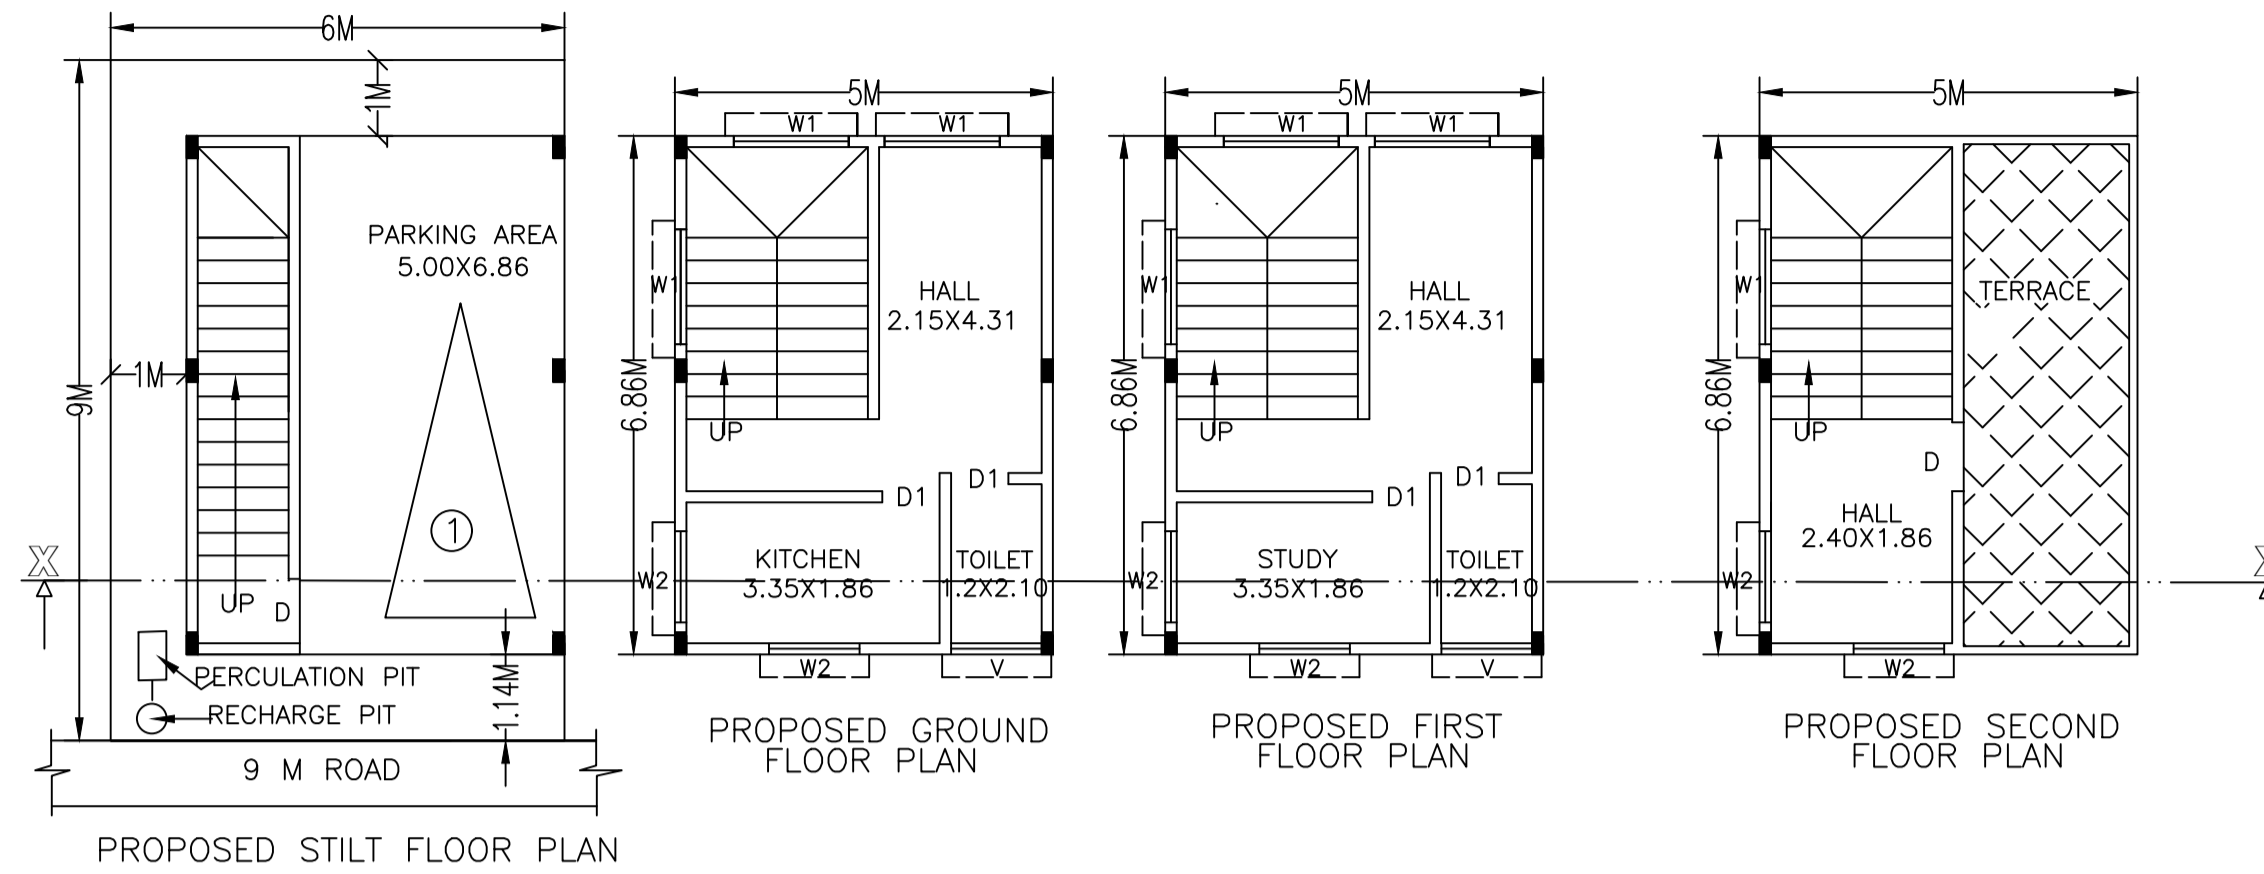 6M
1M
9M
1M
PARKING AREA
5.00X6.86
1
UP
D
PERCULATION PIT
RECHARGE PIT
1.14M
9 M ROAD
X
PROPOSED STILT FLOOR PLAN
5M
W1
W1
W1
6.86M
HALL
2.15X4.31
UP
D1
D1
KITCHEN
3.35X1.86
TOILET
1.2X2.10
W2
W2
V
PROPOSED GROUND
FLOOR PLAN
5M
W1
W1
W1
6.86M
HALL
2.15X4.31
UP
D1
D1
STUDY
3.35X1.86
TOILET
1.2X2.10
W2
W2
V
PROPOSED FIRST
FLOOR PLAN
5M
W1
6.86M
TERRACE
UP
D
HALL
2.40X1.86
W2
W2
PROPOSED SECOND
FLOOR PLAN